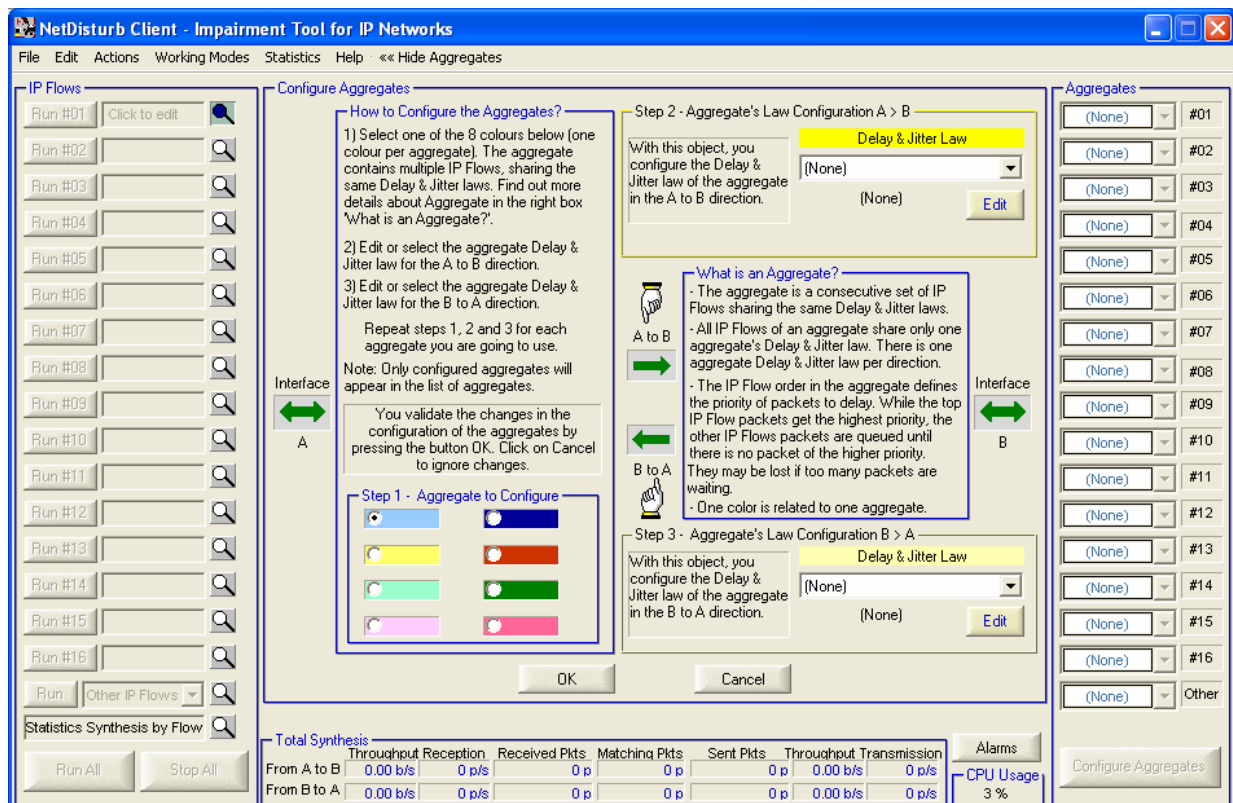 NetDisturb Client - Impairment Tool for IP Networks
File Edit Actions Working Modes Statistics Help «« Hide Aggregates
IP Flows
Run #01 Click to edit
Run #02
Run #03
Run #04
Run #05
Run #06
Run #07
Run #08
Run #09
Run #10
Run #11
Run #12
Run #13
Run #14
Run #15
Run #16
Run Other IP Flows
Statistics Synthesis by Flow
Run All Stop All
Configure Aggregates
Interface
A
How to Configure the Aggregates?
1) Select one of the 8 colours below (one
colour per aggregate). The aggregate
contains multiple IP Flows, sharing the
same Delay & Jitter laws. Find out more
details about Aggregate in the right box
'What is an Aggregate?'.
2) Edit or select the aggregate Delay &
Jitter law for the A to B direction.
3) Edit or select the aggregate Delay &
Jitter law for the B to A direction.
Repeat steps 1, 2 and 3 for each
aggregate you are going to use.
Note: Only configured aggregates will
appear in the list of aggregates.
You validate the changes in the
configuration of the aggregates by
pressing the button OK. Click on Cancel
to ignore changes.
Step 1 - Aggregate to Configure
Step 2 - Aggregate's Law Configuration A > B
With this object, you
configure the Delay &
Jitter law of the aggregate
in the A to B direction.
Delay & Jitter Law
(None)
(None) Edit
A to B
B to A
What is an Aggregate?
- The aggregate is a consecutive set of IP
Flows sharing the same Delay & Jitter laws.
- All IP Flows of an aggregate share only one
aggregate's Delay & Jitter law. There is one
aggregate Delay & Jitter law per direction.
- The IP Flow order in the aggregate defines
the priority of packets to delay. While the top
IP Flow packets get the highest priority, the
other IP Flows packets are queued until
there is no packet of the higher priority.
They may be lost if too many packets are
waiting.
- One color is related to one aggregate.
Interface
B
Step 3 - Aggregate's Law Configuration B > A
With this object, you
configure the Delay &
Jitter law of the aggregate
in the B to A direction.
Delay & Jitter Law
(None)
(None) Edit
OK Cancel
Total Synthesis
Throughput Reception Received Pkts Matching Pkts Sent Pkts Throughput Transmission
From A to B 0.00 b/s 0 p/s 0 p 0 p 0 p 0.00 b/s 0 p/s
From B to A 0.00 b/s 0 p/s 0 p 0 p 0 p 0.00 b/s 0 p/s
Alarms
CPU Usage
3 %
Aggregates
(None) #01
(None) #02
(None) #03
(None) #04
(None) #05
(None) #06
(None) #07
(None) #08
(None) #09
(None) #10
(None) #11
(None) #12
(None) #13
(None) #14
(None) #15
(None) #16
(None) Other
Configure Aggregates